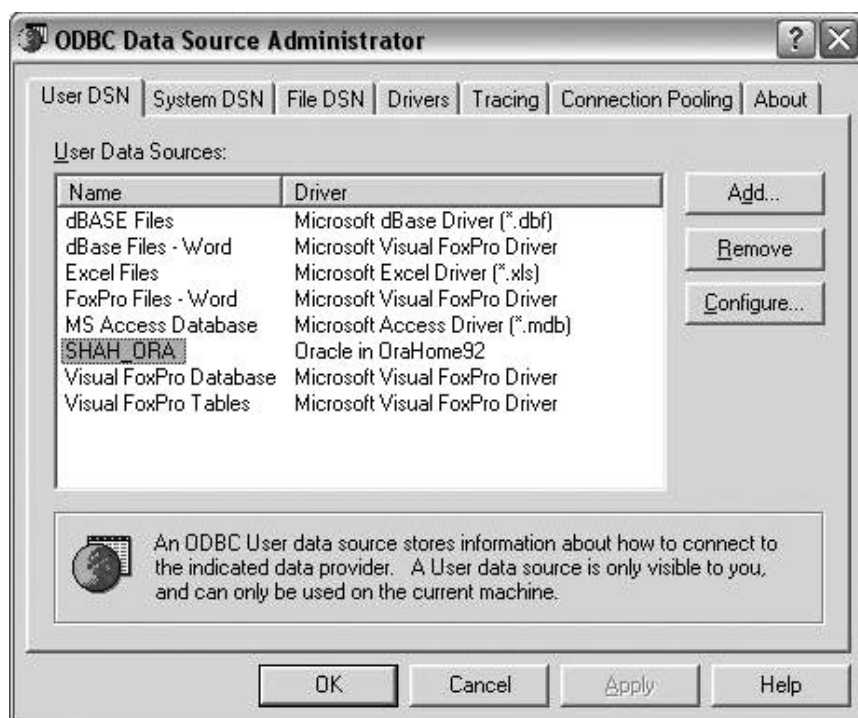 ODBC Data Source Administrator
User DSN System DSN File DSN Drivers Tracing Connection Pooling About
User Data Sources:
Name Driver
dBASE Files Microsoft dBase Driver (*.dbf)
dBase Files - Word Microsoft Visual FoxPro Driver
Excel Files Microsoft Excel Driver (*.xls)
FoxPro Files - Word Microsoft Visual FoxPro Driver
MS Access Database Microsoft Access Driver (*.mdb)
SHAH_ORA Oracle in OraHome92
Visual FoxPro Database Microsoft Visual FoxPro Driver
Visual FoxPro Tables Microsoft Visual FoxPro Driver
Add...
Remove
Configure...
An ODBC User data source stores information about how to connect to
the indicated data provider. A User data source is only visible to you,
and can only be used on the current machine.
OK Cancel Apply Help